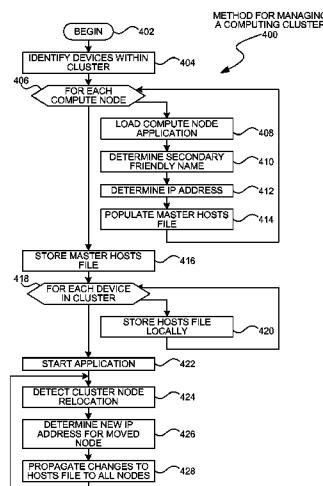 METHOD FOR MANAGING
A COMPUTING CLUSTER
400
BEGIN
402
IDENTIFY DEVICES WITHIN
CLUSTER
404
406
FOR EACH
COMPUTE NODE
LOAD COMPUTE NODE
APPLICATION
408
DETERMINE SECONDARY
FRIENDLY NAME
410
DETERMINE IP ADDRESS
412
POPULATE MASTER HOSTS
FILE
414
STORE MASTER HOSTS
FILE
416
418
FOR EACH DEVICE
IN CLUSTER
STORE HOSTS FILE
LOCALLY
420
START APPLICATION
422
DETECT CLUSTER NODE
RELOCATION
424
DETERMINE NEW IP
ADDRESS FOR MOVED
NODE
426
PROPAGATE CHANGES TO
HOSTS FILE TO ALL NODES
428